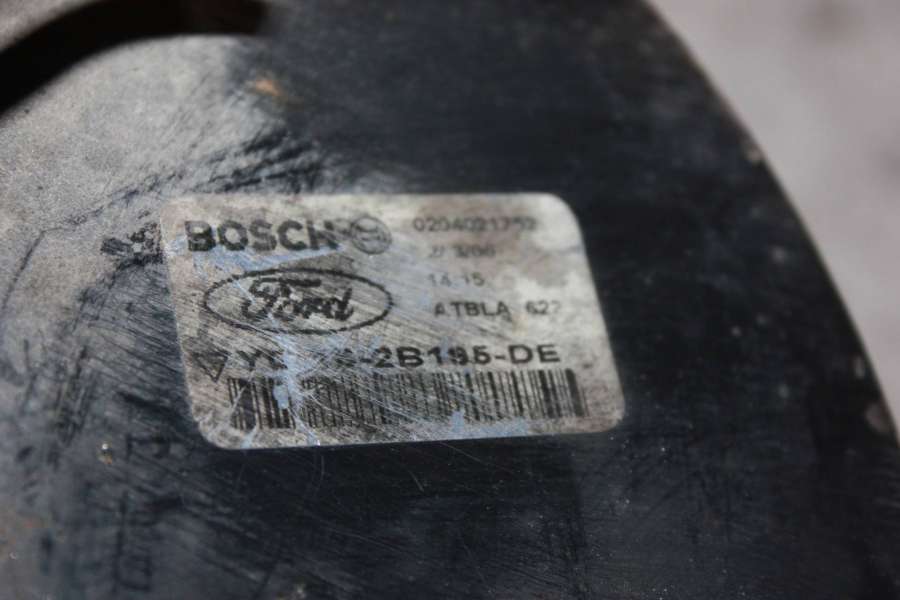 BOSCH
0204021752
14:15
ATBLA 627
Ford
-2B195-DE